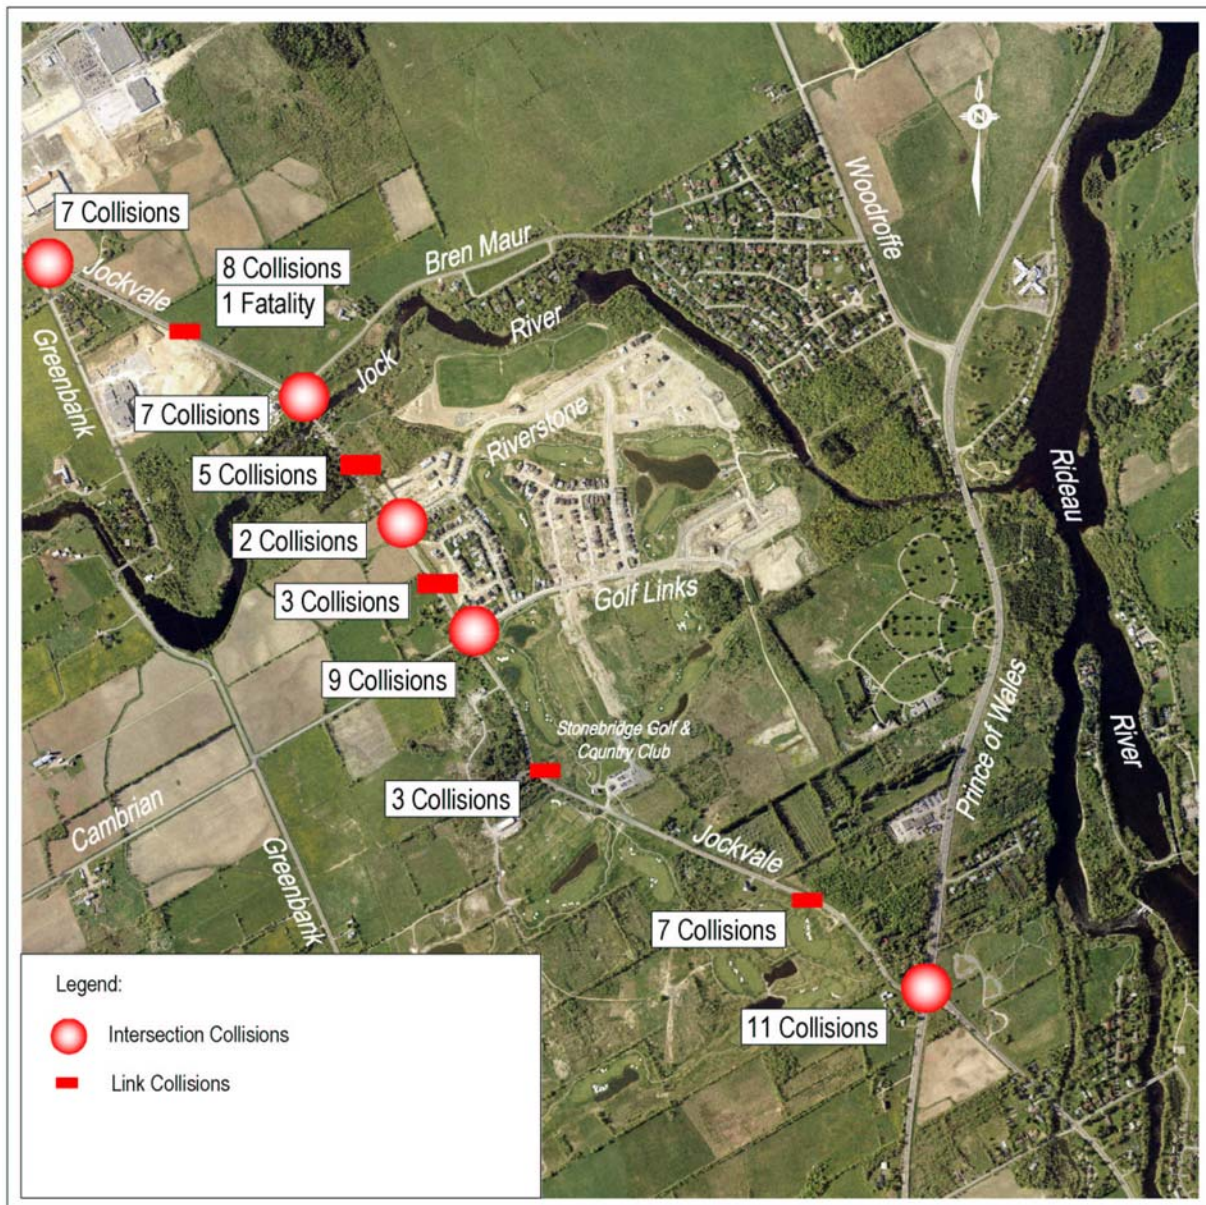 N
Woodroffe
7 Collisions
Bren Maur
Jockvale
8 Collisions
1 Fatality
River
Greenbank
Jock
7 Collisions
Riverstone
5 Collisions
Rideau
2 Collisions
Golf Links
3 Collisions
9 Collisions
Prince of Wales
River
Stonebridge Golf &
Country Club
3 Collisions
Cambrian
Jockvale
Greenbank
7 Collisions
11 Collisions
Legend:
Intersection Collisions
Link Collisions